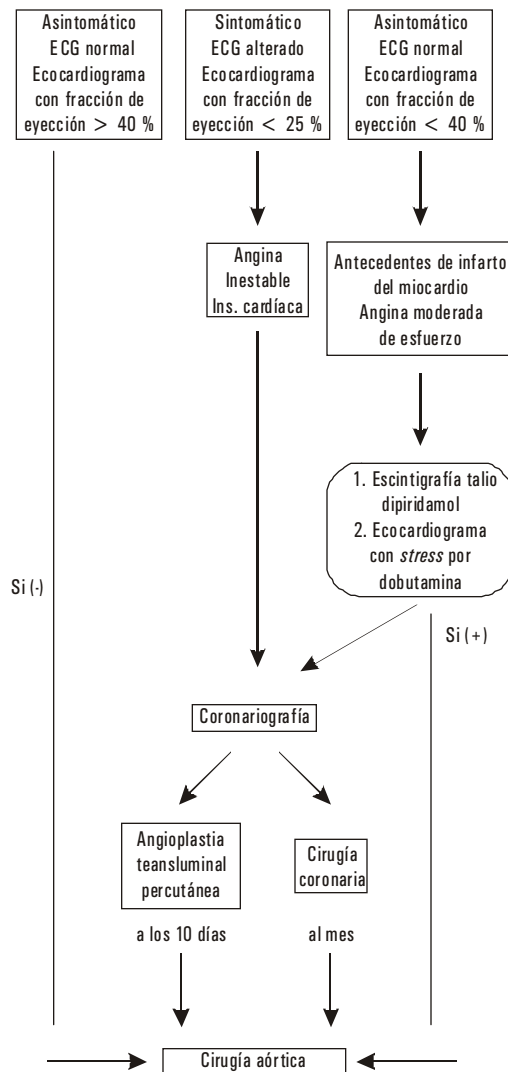 Asintomático
ECG normal
Ecocardiograma
con fracción de
eyección > 40 %
Sintomático
ECG alterado
Ecocardiograma
con fracción de
eyección < 25 %
Asintomático
ECG normal
Ecocardiograma
con fracción de
eyección < 40 %
Angina
Inestable
Ins. cardíaca
Antecedentes de infarto
del miocardio
Angina moderada
de esfuerzo
1. Escintigrafía talio
dipiridamol
2. Ecocardiograma
con stress por
dobutamina
Si (-)
Si (+)
Coronariografía
Angioplastia
teansluminal
percutánea
Cirugía
coronaria
a los 10 días
al mes
Cirugía aórtica